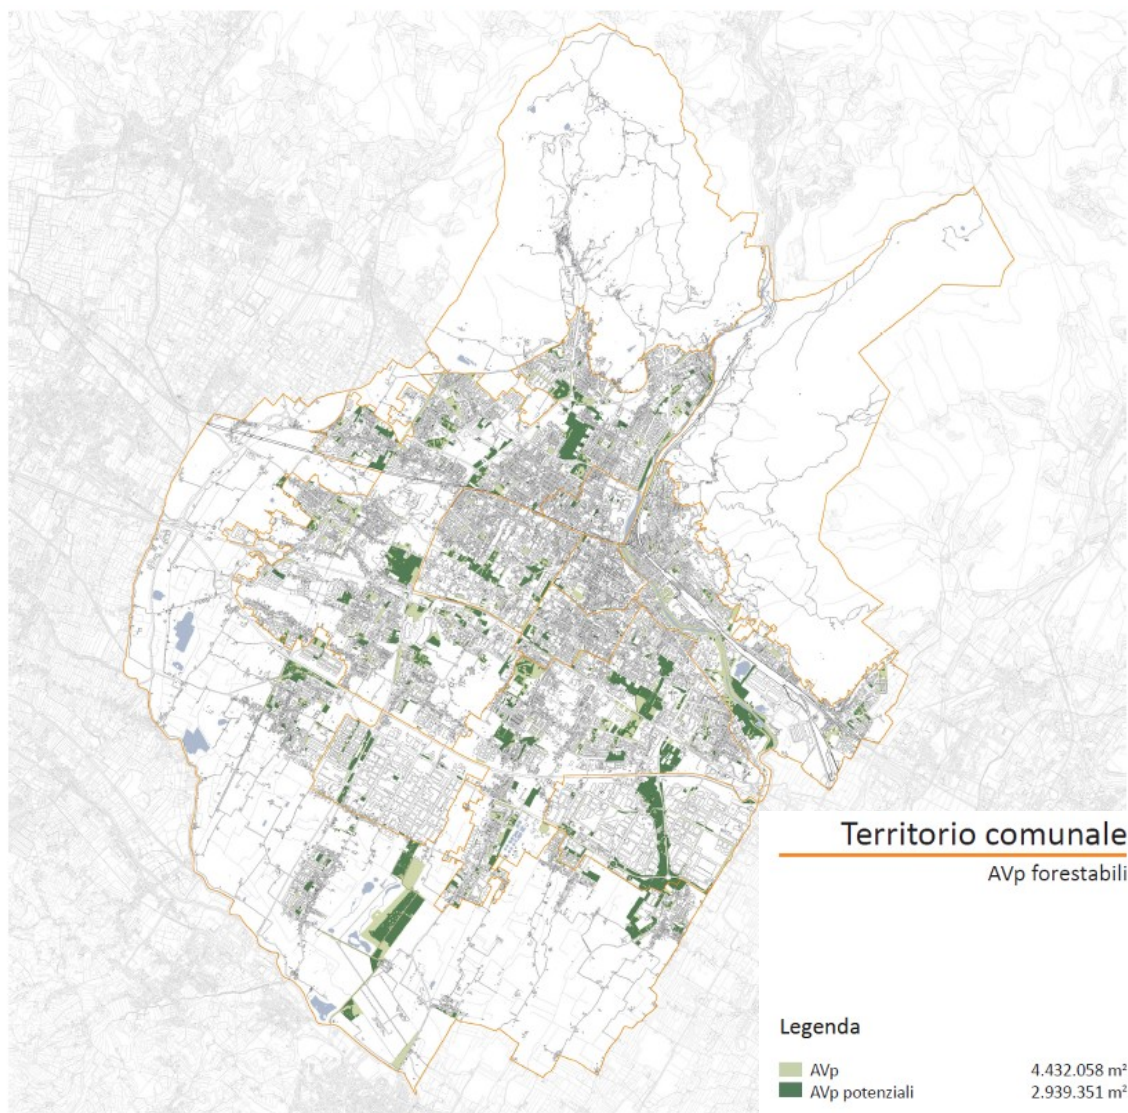 Territorio comunale
AVp forestabili
Legenda
AVp 4.432.058 m²
AVp potenziali 2.939.351 m²